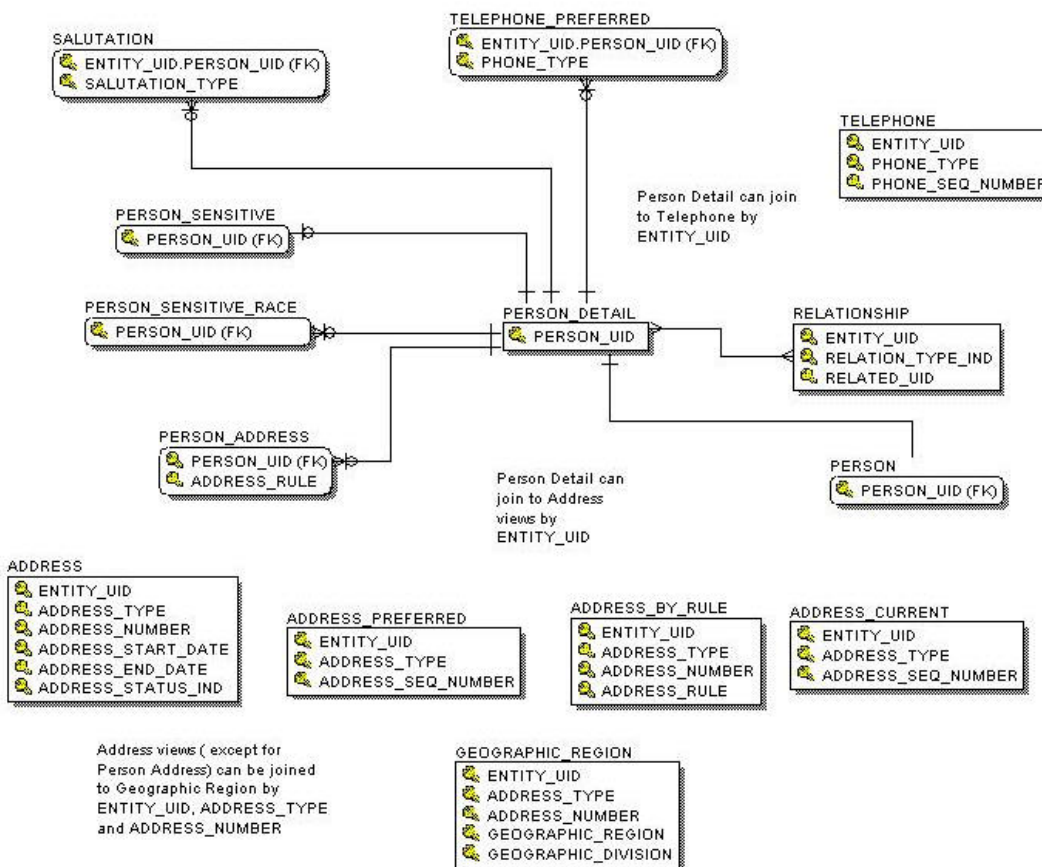 SALUTATION
ENTITY_UID.PERSON_UID (FK)
SALUTATION_TYPE
TELEPHONE_PREFERRED
ENTITY_UID.PERSON_UID (FK)
PHONE_TYPE
TELEPHONE
ENTITY_UID
PHONE_TYPE
PHONE_SEQ_NUMBER
Person Detail can join
to Telephone by
ENTITY_UID
PERSON_SENSITIVE
PERSON_UID (FK)
PERSON_SENSITIVE_RACE
PERSON_UID (FK)
PERSON_DETAIL
PERSON_UID
RELATIONSHIP
ENTITY_UID
RELATION_TYPE_IND
RELATED_UID
PERSON_ADDRESS
PERSON_UID (FK)
ADDRESS_RULE
Person Detail can
join to Address
views by
ENTITY_UID
PERSON
PERSON_UID (FK)
ADDRESS
ENTITY_UID
ADDRESS_TYPE
ADDRESS_NUMBER
ADDRESS_START_DATE
ADDRESS_END_DATE
ADDRESS_STATUS_IND
ADDRESS_PREFERRED
ENTITY_UID
ADDRESS_TYPE
ADDRESS_SEQ_NUMBER
ADDRESS_BY_RULE
ENTITY_UID
ADDRESS_TYPE
ADDRESS_NUMBER
ADDRESS_RULE
ADDRESS_CURRENT
ENTITY_UID
ADDRESS_TYPE
ADDRESS_SEQ_NUMBER
Address views ( except for
Person Address) can be joined
to Geographic Region by
ENTITY_UID, ADDRESS_TYPE
and ADDRESS_NUMBER
GEOGRAPHIC_REGION
ENTITY_UID
ADDRESS_TYPE
ADDRESS_NUMBER
GEOGRAPHIC_REGION
GEOGRAPHIC_DIVISION